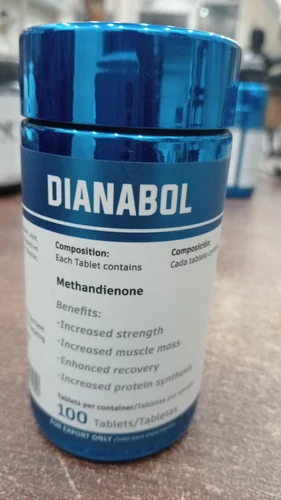 DIANABOL
Composition:
Each Tablet contains
Composición:
Cada tableta
Methandienone
Benefits:
-Increased strength
-Increased muscle mass
-Enhanced recovery
-Increased protein synthesis
Tablets per container/Tabletas por
100 Tablets/Tabletas
FOR EXPORT ONLY